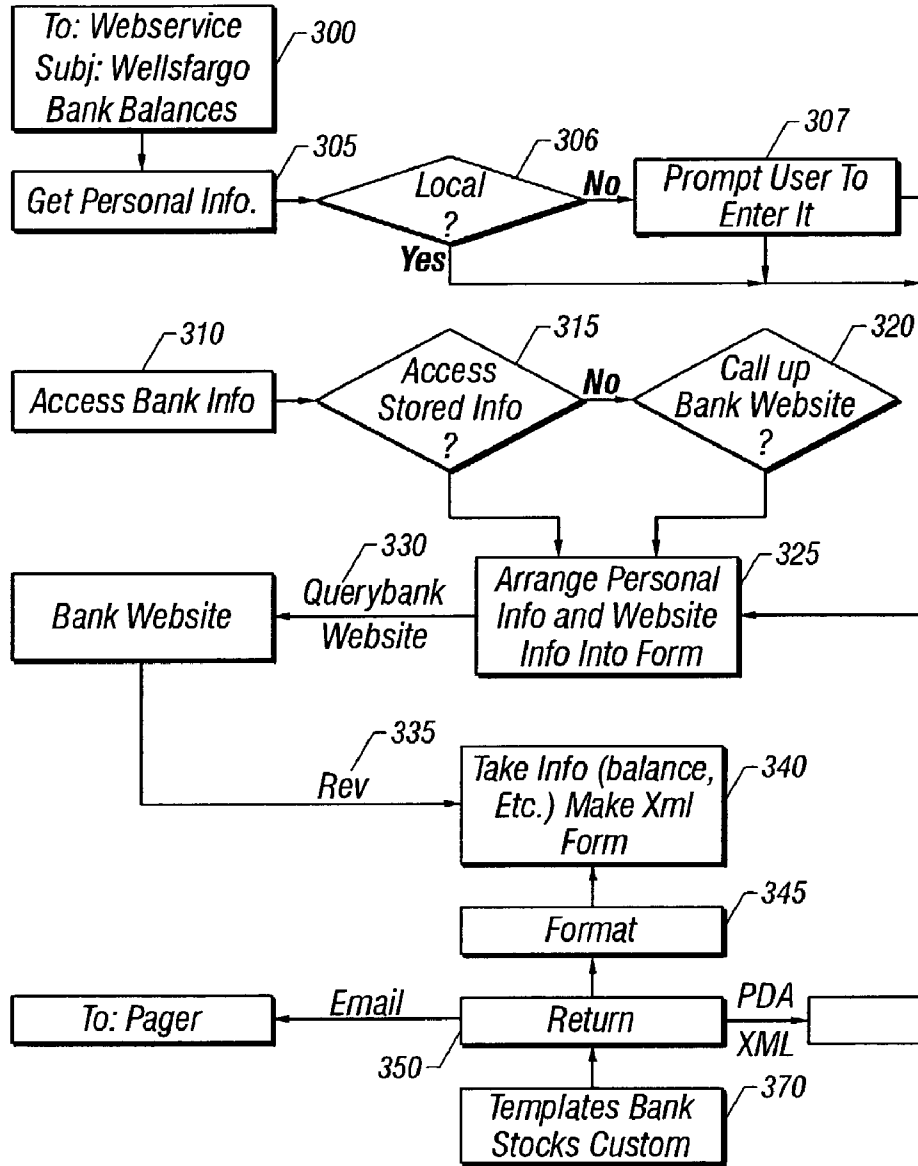 To: Webservice
Subj: Wellsfargo
Bank Balances
300
Get Personal Info.
305
Local
?
306
No
Yes
Prompt User To
Enter It
307
Access Bank Info
310
Access
Stored Info
?
315
No
Call up
Bank Website
?
320
Arrange Personal
Info and Website
Info Into Form
325
330
Querybank
Website
Bank Website
335
Rev
Take Info (balance,
Etc.) Make Xml
Form
340
Format
345
Return
350
Email
To: Pager
PDA
XML
Templates Bank
Stocks Custom
370